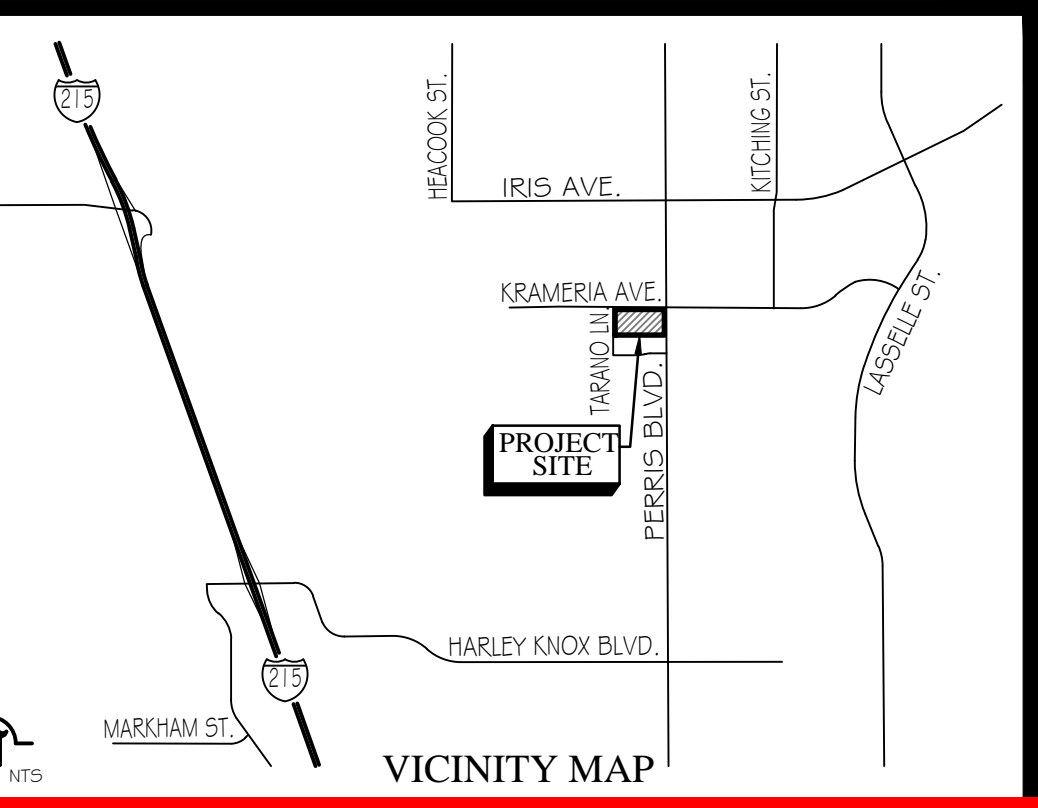 215
HEACOOK ST.
KITCHING ST.
IRIS AVE.
KRAMERIA AVE.
LASSELLE ST.
TARANO LN.
PERRIS BLVD.
PROJECT
SITE
HARLEY KNOX BLVD.
215
MARKHAM ST.
VICINITY MAP
NTS